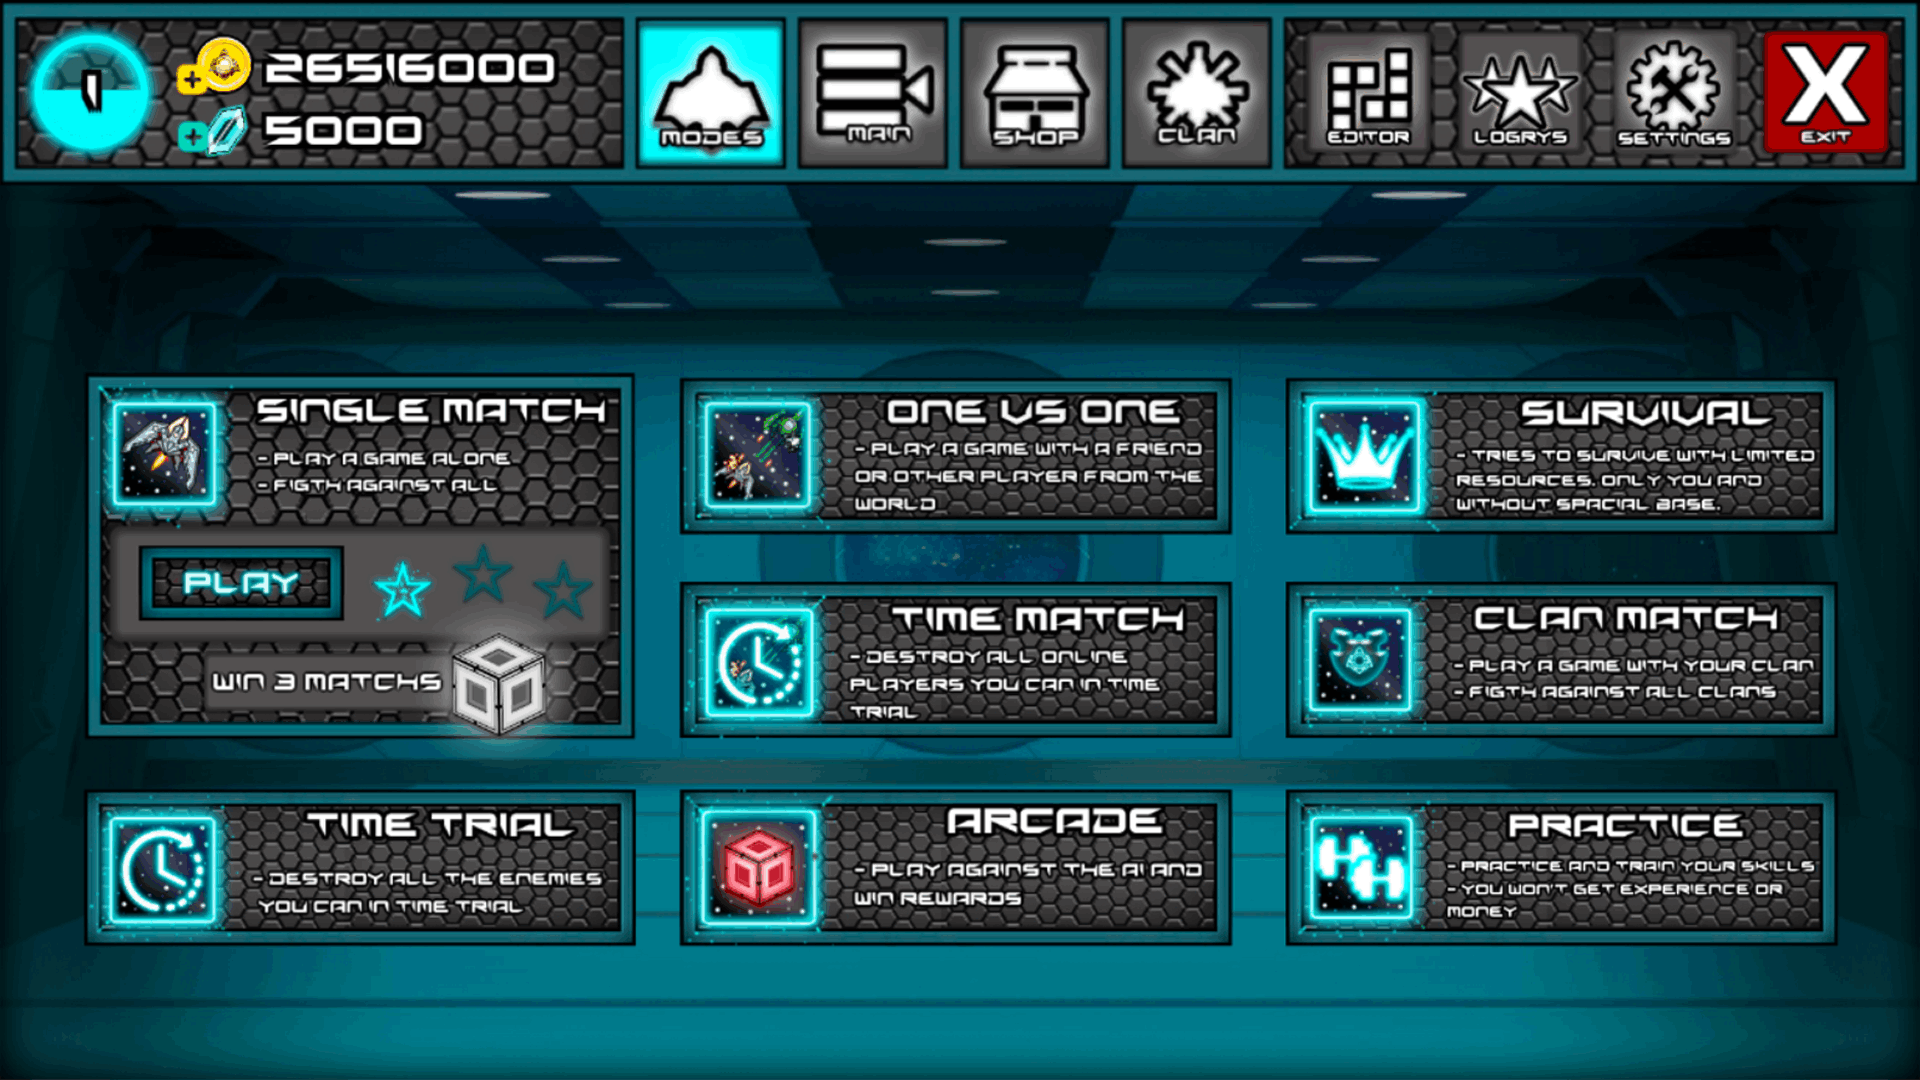 1
26516000
5000
MODES
MAIN
SHOP
CLAN
EDITOR
LOGRYS
SETTINGS
X
EXIT
SINGLE MATCH
- PLAY A GAME ALONE
- FIGTH AGAINST ALL
PLAY
WIN 3 MATCHS
ONE VS ONE
- PLAY A GAME WITH A FRIEND
OR OTHER PLAYER FROM THE
WORLD
SURVIVAL
- TRIES TO SURVIVE WITH LIMITED
RESOURCES. ONLY YOU AND
WITHOUT SPACIAL BASE.
TIME MATCH
- DESTROY ALL ONLINE
PLAYERS YOU CAN IN TIME
TRIAL
CLAN MATCH
- PLAY A GAME WITH YOUR CLAN
- FIGTH AGAINST ALL CLANS
TIME TRIAL
- DESTROY ALL THE ENEMIES
YOU CAN IN TIME TRIAL
ARCADE
- PLAY AGAINST THE AI AND
WIN REWARDS
PRACTICE
- PRACTICE AND TRAIN YOUR SKILLS
- YOU WON'T GET EXPERIENCE OR
MONEY